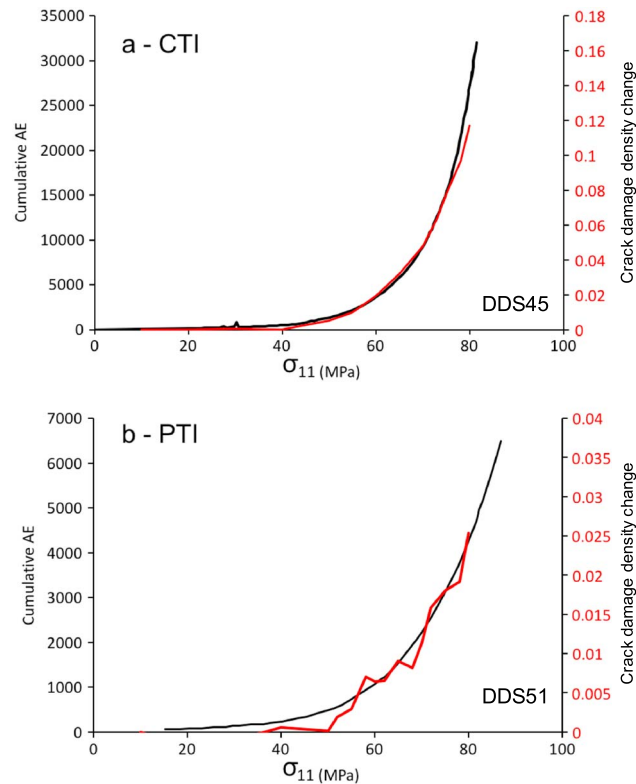 a - CTI
35000
30000
25000
20000
15000
10000
5000
0
Cumulative AE
0.18
0.16
0.14
0.12
0.1
0.08
0.06
0.04
0.02
0
Crack damage density change
DDS45
0 20 40 60 80 100
σ11 (MPa)
b - PTI
7000
6000
5000
4000
3000
2000
1000
0
Cumulative AE
0.04
0.035
0.03
0.025
0.02
0.015
0.01
0.005
0
Crack damage density change
DDS51
0 20 40 60 80 100
σ11 (MPa)